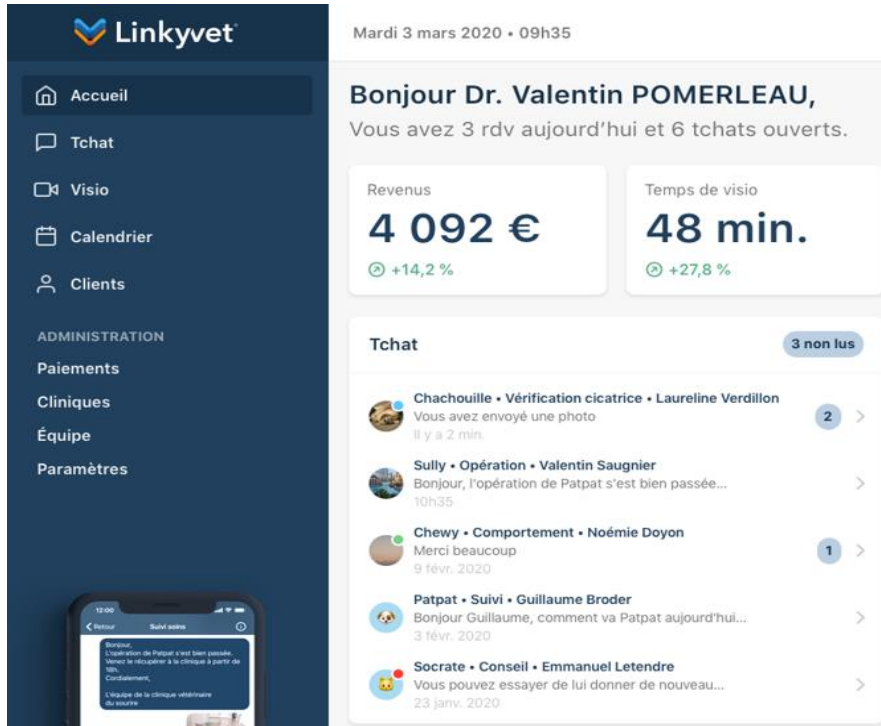 Linkyvet
Accueil
Tchat
Visio
Calendrier
Clients
ADMINISTRATION
Paiements
Cliniques
Équipe
Paramètres
12:00
Retour
Suivi soins
Bonjour,
L'opération de Patpat s'est bien passée.
Venez le récupérer à la clinique à partir de
18h.
Cordialement,
L'équipe de la clinique vétérinaire
du sourire
Mardi 3 mars 2020 • 09h35
Bonjour Dr. Valentin POMERLEAU,
Vous avez 3 rdv aujourd'hui et 6 tchats ouverts.
Revenus
4 092 €
+14,2 %
Temps de visio
48 min.
+27,8 %
Tchat
3 non lus
Chachouille • Vérification cicatrice • Laureline Verdillon
Vous avez envoyé une photo
2
Il y a 2 min.
Sully • Opération • Valentin Saugnier
Bonjour, l'opération de Patpat s'est bien passée...
10h35
Chewy • Comportement • Noémie Doyon
Merci beaucoup
1
9 févr. 2020
Patpat • Suivi • Guillaume Broder
Bonjour Guillaume, comment va Patpat aujourd'hui...
3 févr. 2020
Socrate • Conseil • Emmanuel Letendre
Vous pouvez essayer de lui donner de nouveau...
23 janv. 2020